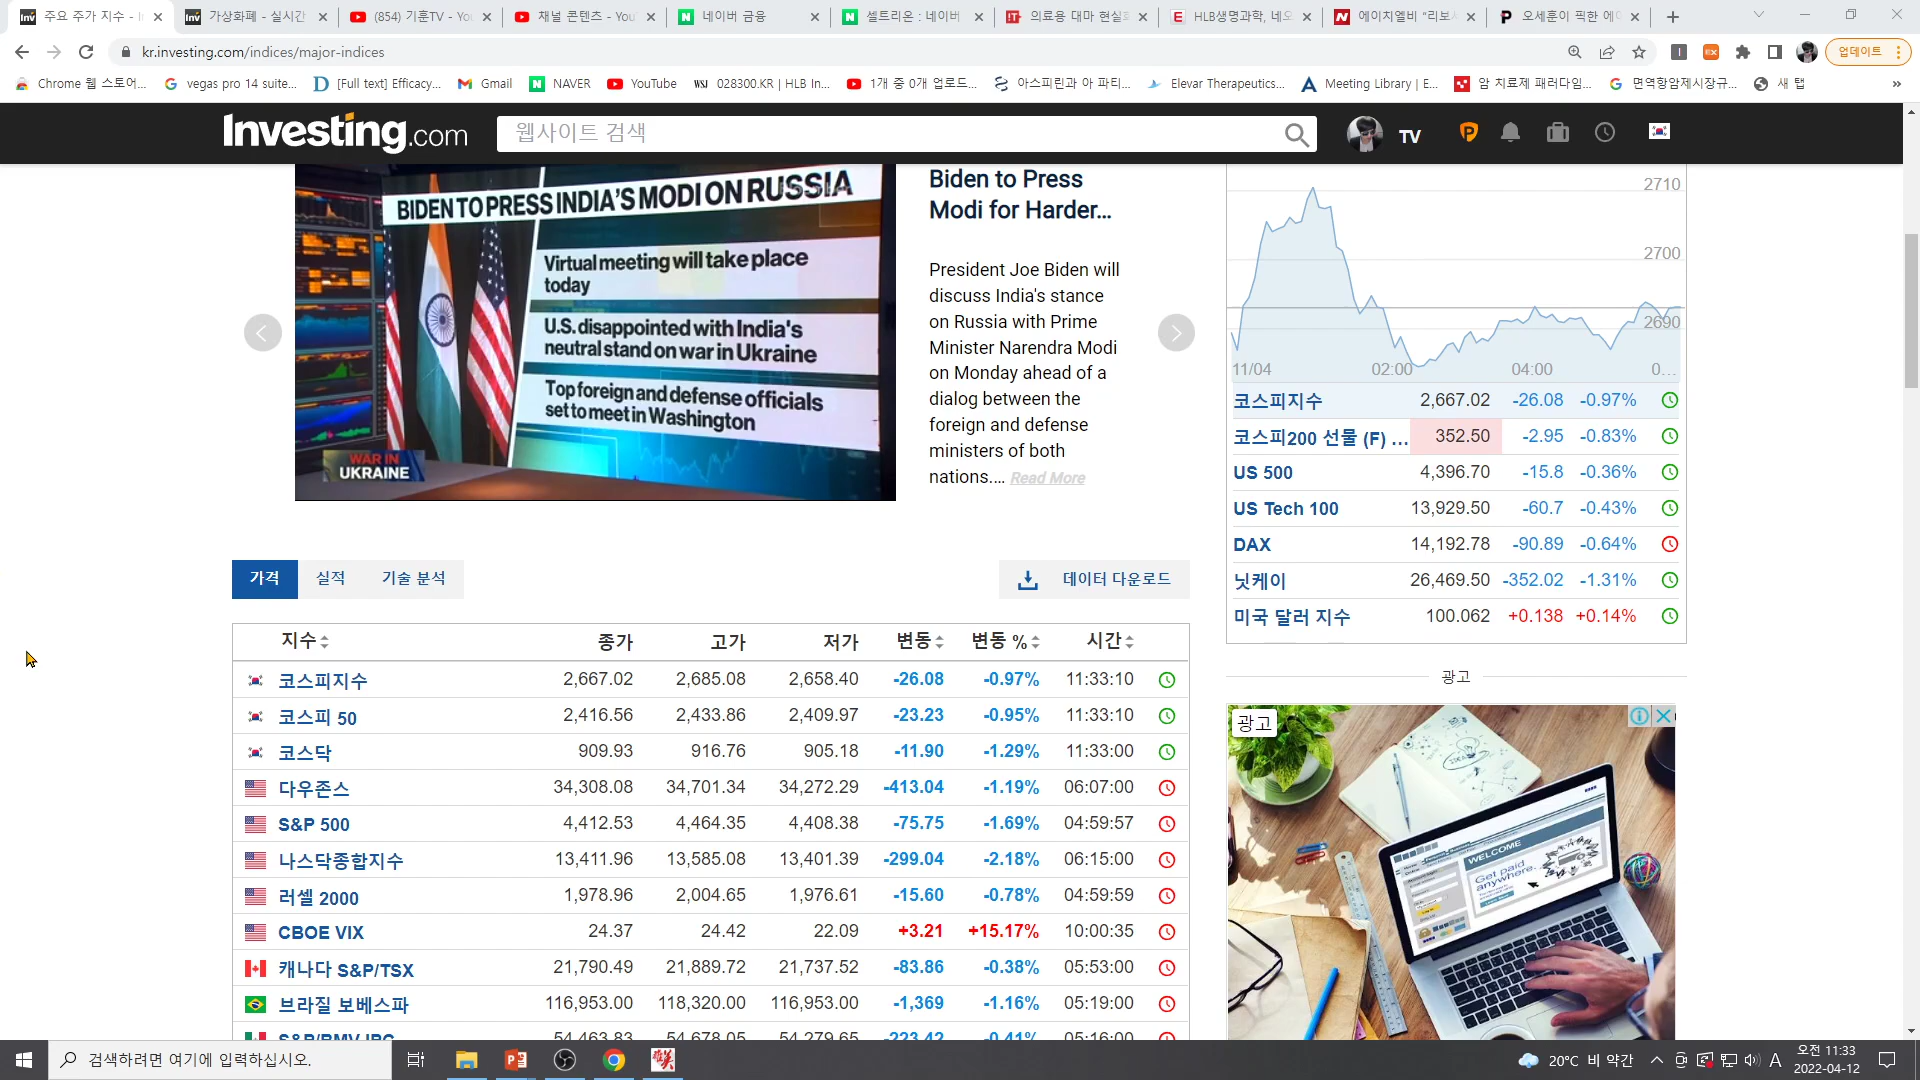 주요 주가 지수 - I
가상화폐 - 실시간
(854) 기훈TV - Yo
채널 콘텐츠 - You
네이버 금융
셀트리온 : 네이버
의료용 대마 현실화
HLB생명과학, 네오
에이치엘비 "리보세
오세훈이 픽한 에이
kr.investing.com/indices/major-indices
업데이트
Chrome 웹 스토어...
vegas pro 14 suite...
[Full text] Efficacy...
Gmail
NAVER
YouTube
028300.KR | HLB In...
1개 중 0개 업로드...
아스피린과 아 파티...
Elevar Therapeutics...
Meeting Library | E...
암 치료제 패러다임...
면역항암제시장규...
새 탭
Investing.com
웹사이트 검색
TV
BIDEN TO PRESS INDIA'S MODI ON RUSSIA
Virtual meeting will take place
today
U.S. disappointed with India's
neutral stand on war in Ukraine
Top foreign and defense officials
set to meet in Washington
WAR IN
UKRAINE
Biden to Press
Modi for Harder...
President Joe Biden will
discuss India's stance
on Russia with Prime
Minister Narendra Modi
on Monday ahead of a
dialog between the
foreign and defense
ministers of both
nations.... Read More
2710
2700
2690
11/04 02:00 04:00 0...
코스피지수 2,667.02 -26.08 -0.97%
코스피200 선물 (F) ... 352.50 -2.95 -0.83%
US 500 4,396.70 -15.8 -0.36%
US Tech 100 13,929.50 -60.7 -0.43%
DAX 14,192.78 -90.89 -0.64%
닛케이 26,469.50 -352.02 -1.31%
미국 달러 지수 100.062 +0.138 +0.14%
광고
광고
WELCOME
Get paid
anywhere..
가격 실적 기술 분석
데이터 다운로드
지수 종가 고가 저가 변동 변동 % 시간
코스피지수 2,667.02 2,685.08 2,658.40 -26.08 -0.97% 11:33:10
코스피 50 2,416.56 2,433.86 2,409.97 -23.23 -0.95% 11:33:10
코스닥 909.93 916.76 905.18 -11.90 -1.29% 11:33:00
다우존스 34,308.08 34,701.34 34,272.29 -413.04 -1.19% 06:07:00
S&P 500 4,412.53 4,464.35 4,408.38 -75.75 -1.69% 04:59:57
나스닥종합지수 13,411.96 13,585.08 13,401.39 -299.04 -2.18% 06:15:00
러셀 2000 1,978.96 2,004.65 1,976.61 -15.60 -0.78% 04:59:59
CBOE VIX 24.37 24.42 22.09 +3.21 +15.17% 10:00:35
캐나다 S&P/TSX 21,790.49 21,889.72 21,737.52 -83.86 -0.38% 05:53:00
브라질 보베스파 116,953.00 118,320.00 116,953.00 -1,369 -1.16% 05:19:00
S&P/BMV IPC 54,463.83 54,678.05 54,279.65 -223.42 -0.41% 05:16:00
검색하려면 여기에 입력하십시오.
20°C 비 약간
A
오전 11:33
2022-04-12